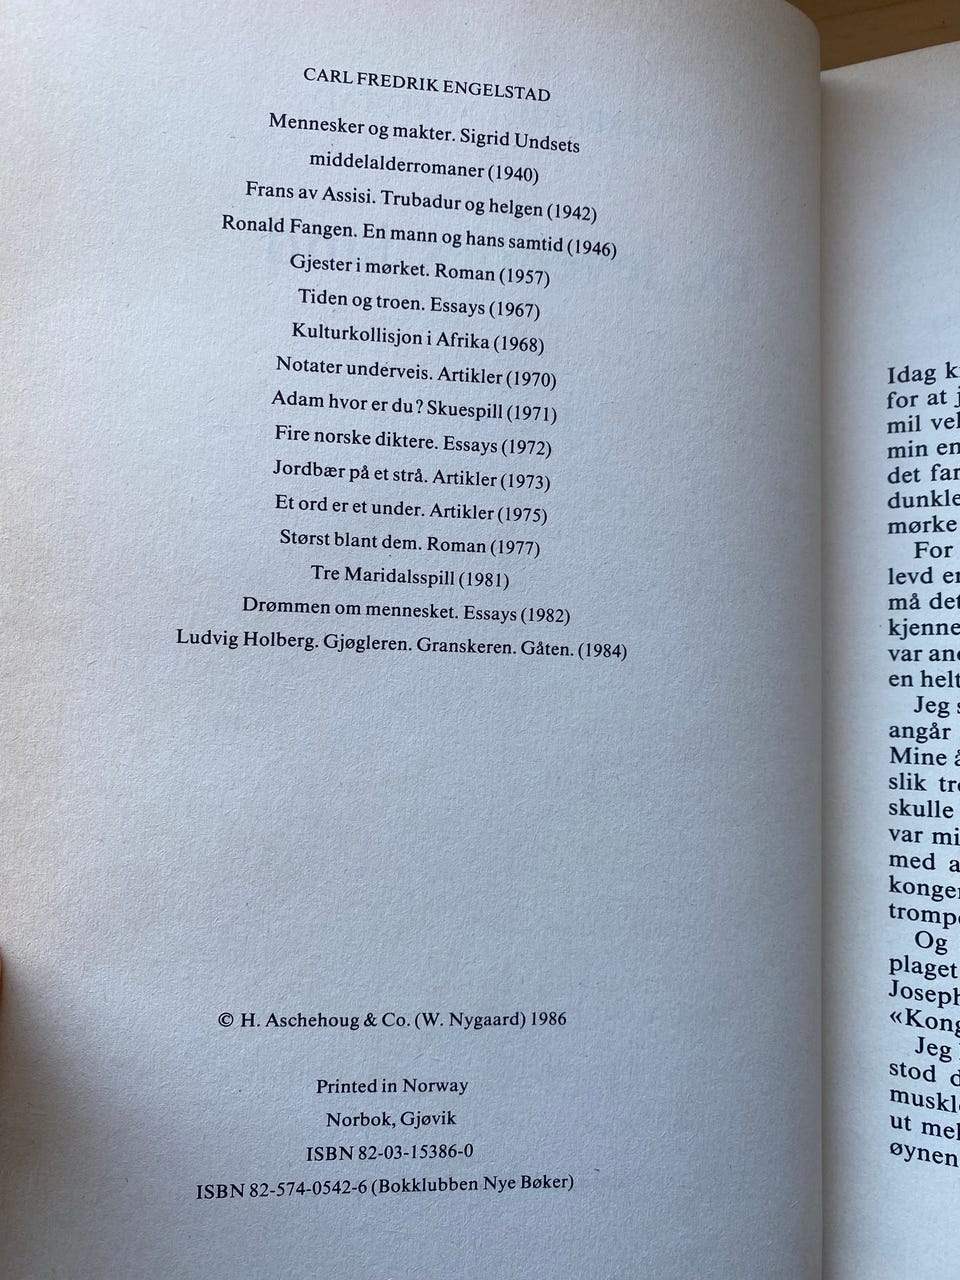 CARL FREDRIK ENGELSTAD
Mennesker og makter. Sigrid Undsets
middelalderromaner (1940)
Frans av Assisi. Trubadur og helgen (1942)
Ronald Fangen. En mann og hans samtid (1946)
Gjester i mørket. Roman (1957)
Tiden og troen. Essays (1967)
Kulturkollisjon i Afrika (1968)
Notater underveis. Artikler (1970)
Adam hvor er du? Skuespill (1971)
Fire norske diktere. Essays (1972)
Jordbær på et strå. Artikler (1973)
Et ord er et under. Artikler (1975)
Størst blant dem. Roman (1977)
Tre Maridalsspill (1981)
Drømmen om mennesket. Essays (1982)
Ludvig Holberg. Gjøgleren. Granskeren. Gåten. (1984)
© H. Aschehoug & Co. (W. Nygaard) 1986
Printed in Norway
Norbok, Gjøvik
ISBN 82-03-15386-0
ISBN 82-574-0542-6 (Bokklubben Nye Bøker)
Idag
for at
mil
min
det
mørke
For
levd
må
var
en
Jeg
angår
Mine
slik
skulle
var
med
Og
plaget
Jeg
stod
ut